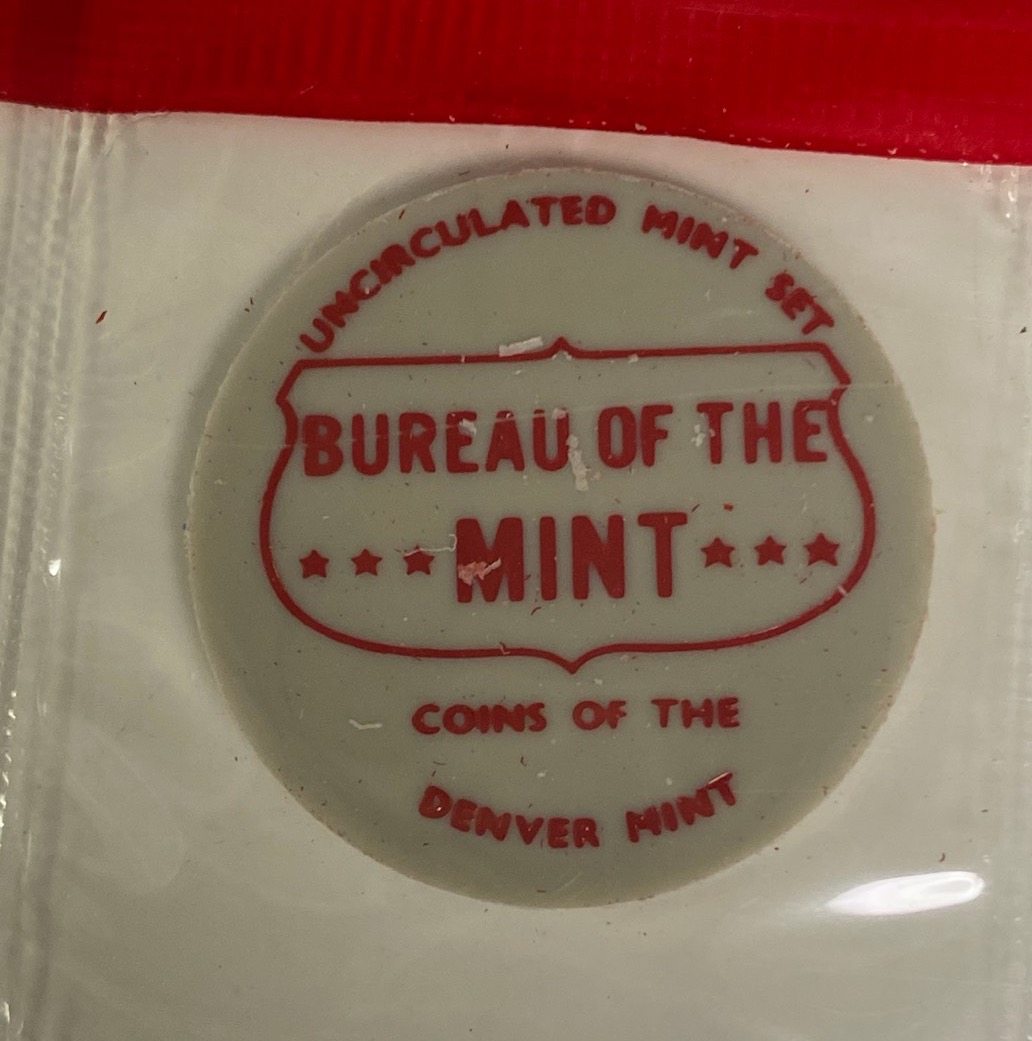 UNCIRCULATED MINT SET
BUREAU OF THE
MINT
COINS OF THE
DENVER MINT